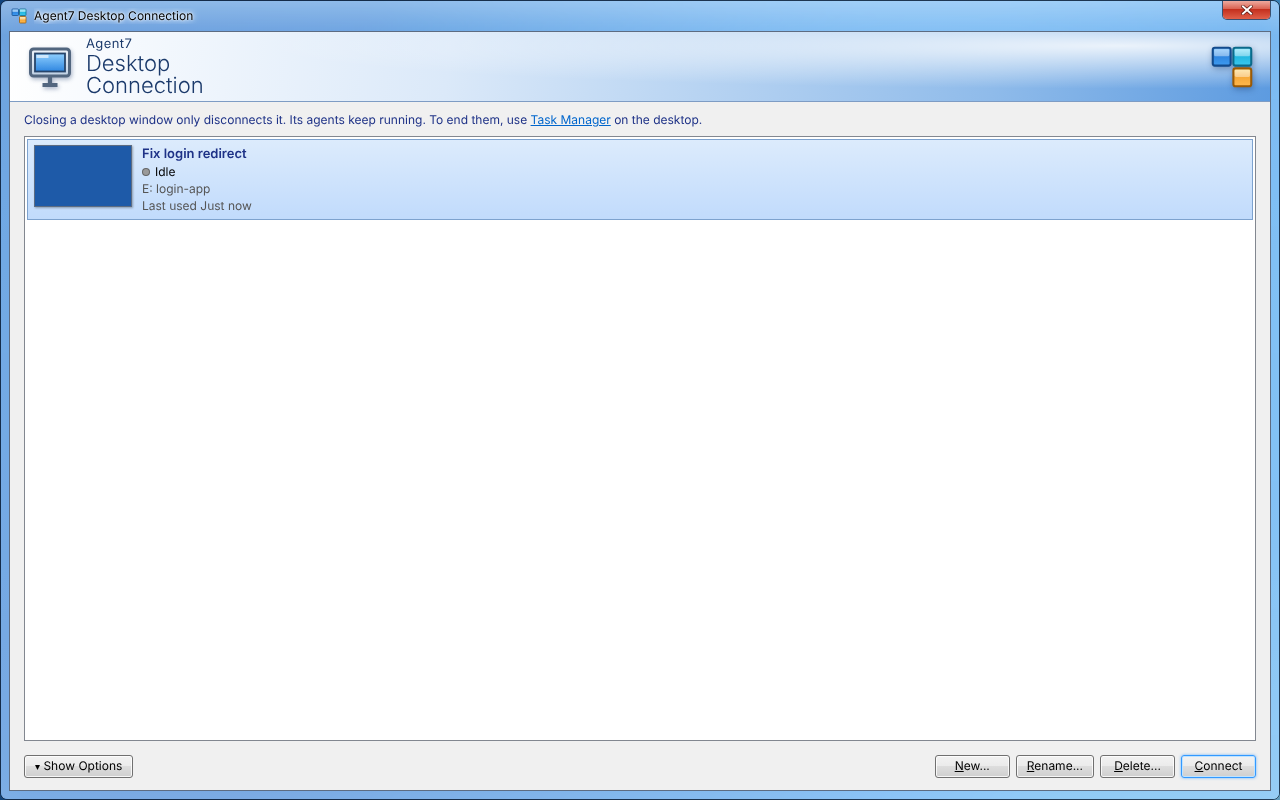 Agent7 Desktop Connection
Agent7
Desktop
Connection
Closing a desktop window only disconnects it. Its agents keep running. To end them, use Task Manager on the desktop.
Fix login redirect
Idle
E: login-app
Last used Just now
▾ Show Options
New...
Rename...
Delete...
Connect